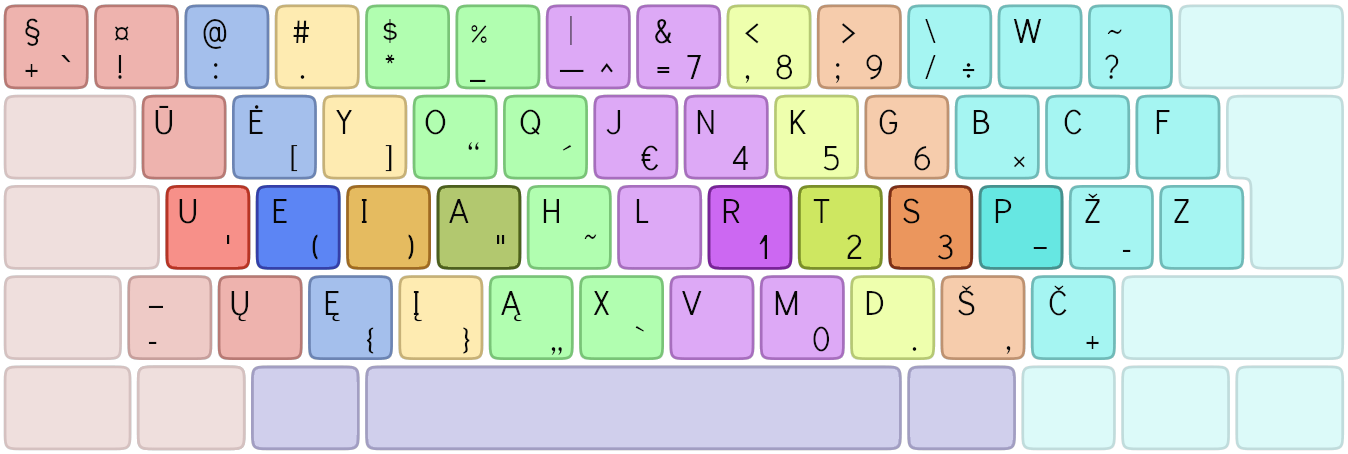 § ¤ @ # $ % | & < > \ W ~
+ ` ! : . * _ — ^ = 7 , 8 ; 9 / ÷ ?
Ū Ė Y O Q J N K G B C F
[ ] “ ´ € 4 5 6 ×
U E I A H L R T S P Ž Z
' ( ) " ~ 1 2 3 – -
– Ų Ę Į Ą X V M D Š Č
- { } „ ` 0 . , +